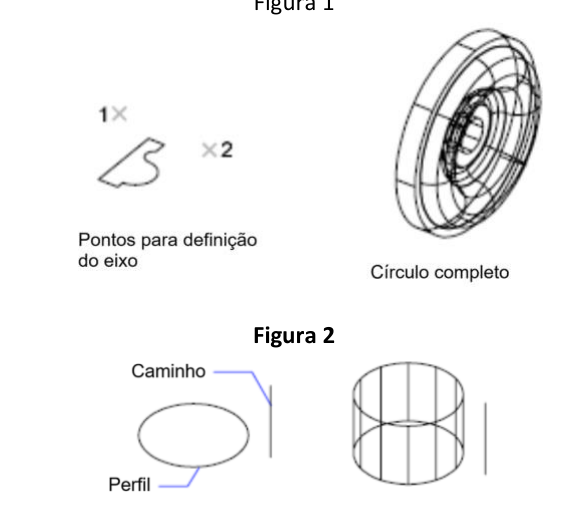 Figura 1
1×
×2
Pontos para definição
do eixo
Círculo completo
Figura 2
Caminho
Perfil